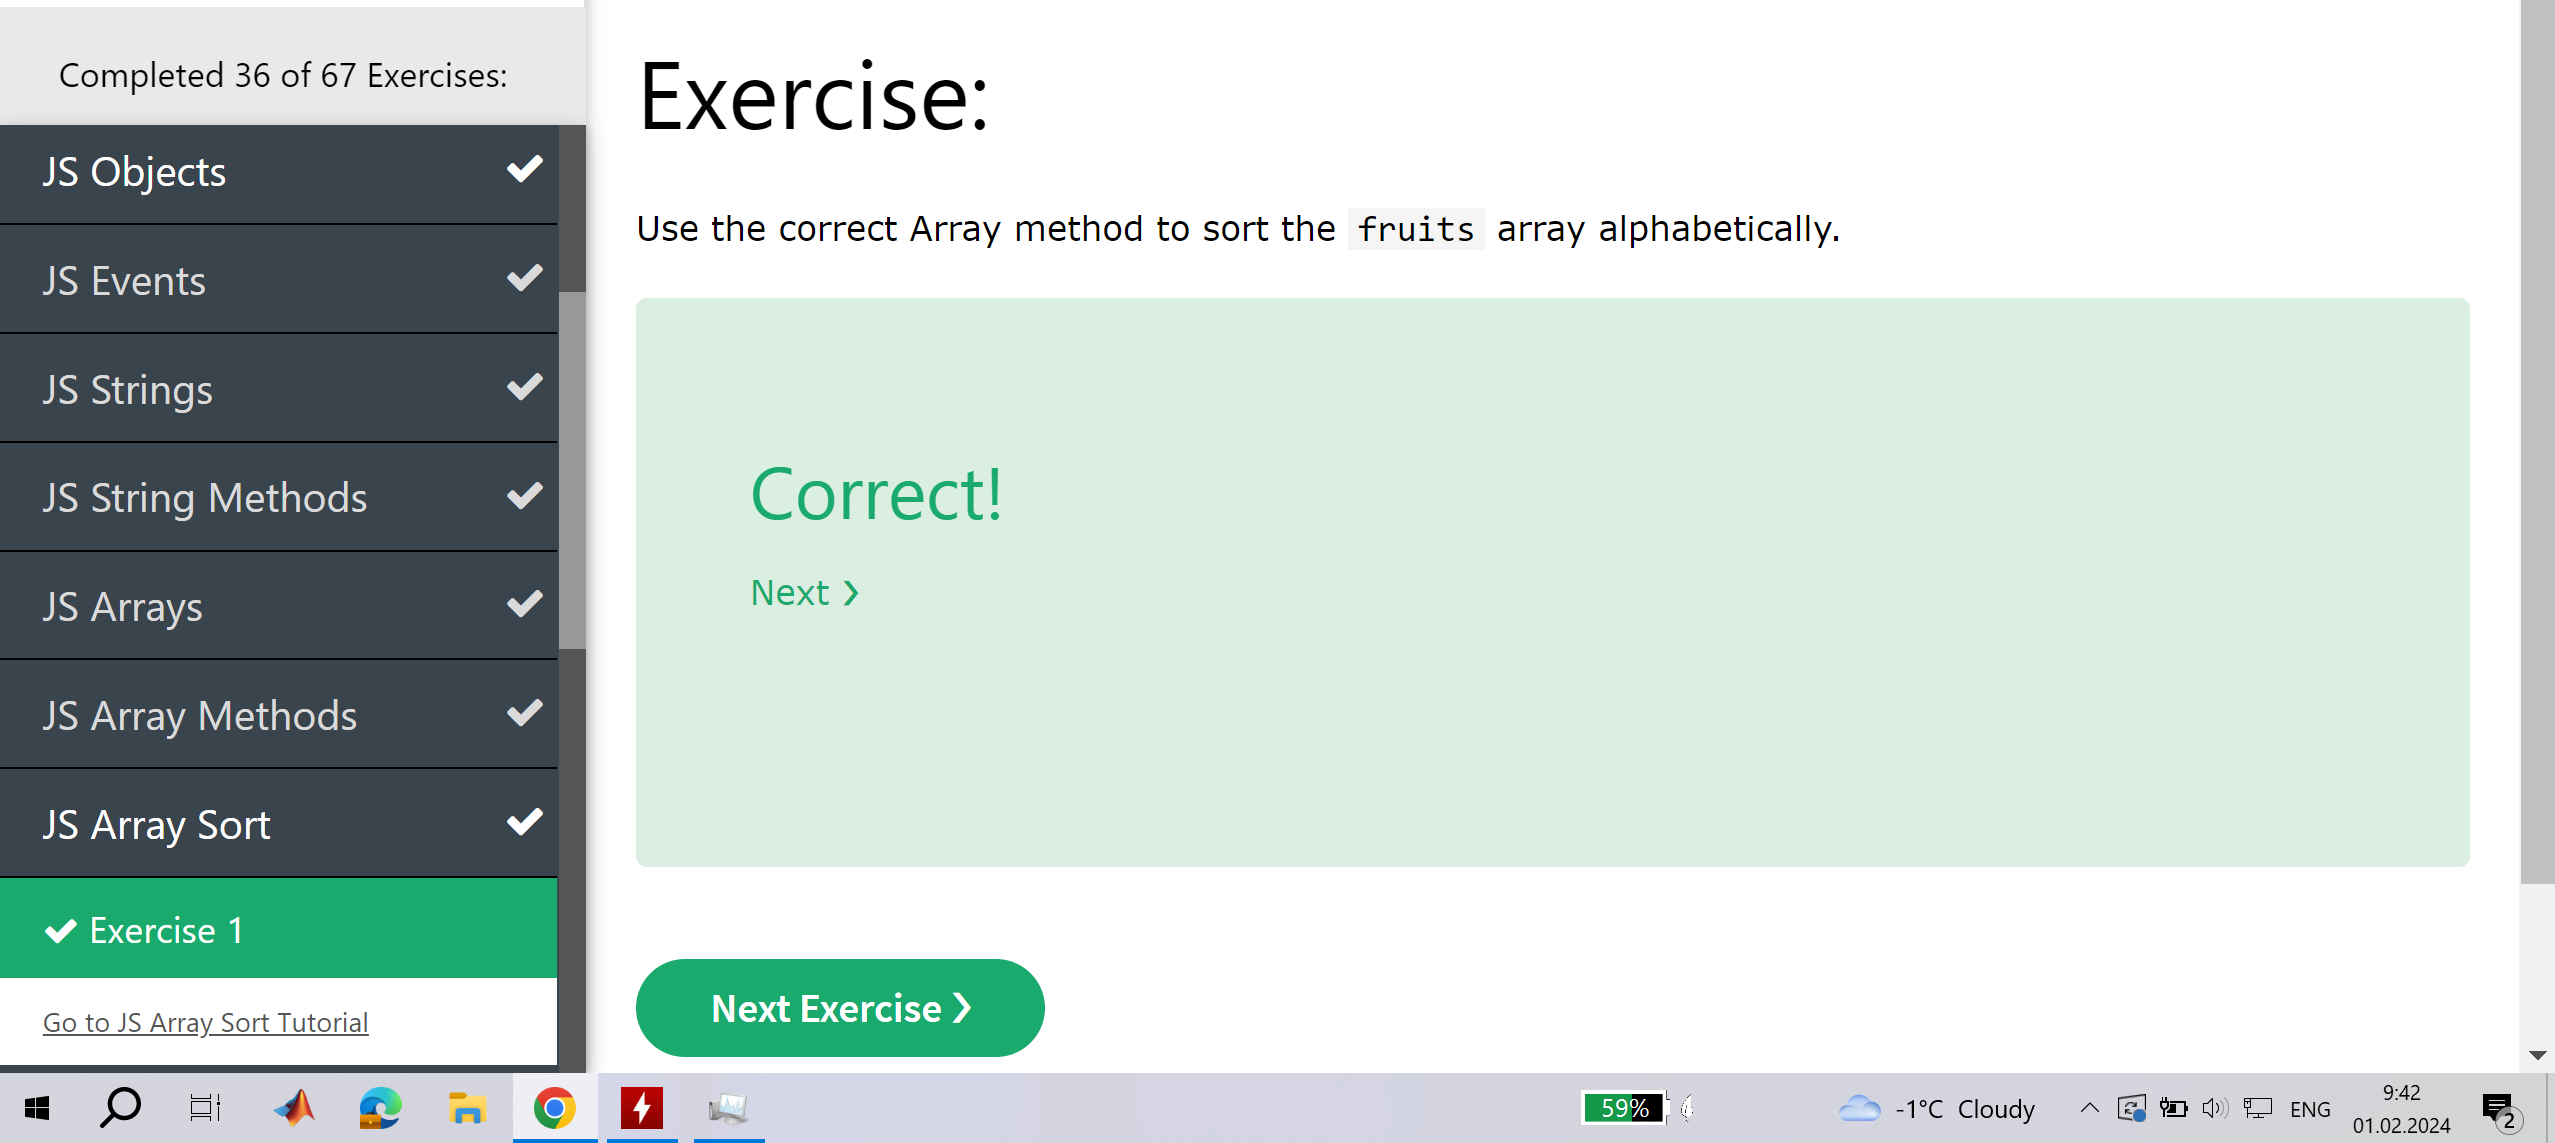 Completed 36 of 67 Exercises:
JS Objects
JS Events
JS Strings
JS String Methods
JS Arrays
JS Array Methods
JS Array Sort
Exercise 1
Go to JS Array Sort Tutorial
Exercise:
Use the correct Array method to sort the fruits array alphabetically.
Correct!
Next ❯
Next Exercise ❯
59%
-1°C Cloudy
ENG
9:42
01.02.2024
2